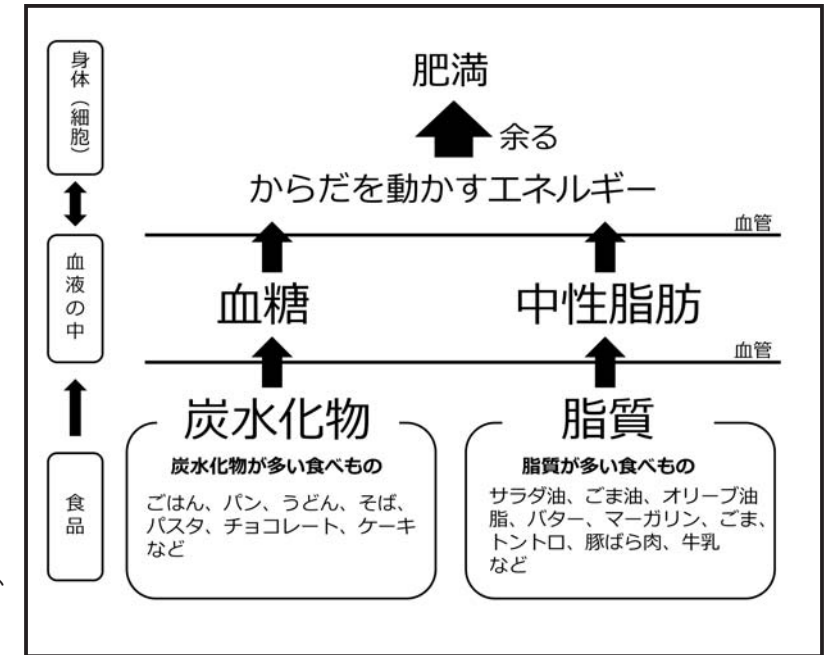 身体（細胞）
肥満
余る
からだを動かすエネルギー
血管
血液の中
血糖
中性脂肪
血管
炭水化物
脂質
食品
炭水化物が多い食べもの
ごはん、パン、うどん、そば、
パスタ、チョコレート、ケーキ
など
脂質が多い食べもの
サラダ油、ごま油、オリーブ油
脂、バター、マーガリン、ごま、
トントロ、豚ばら肉、牛乳
など
、